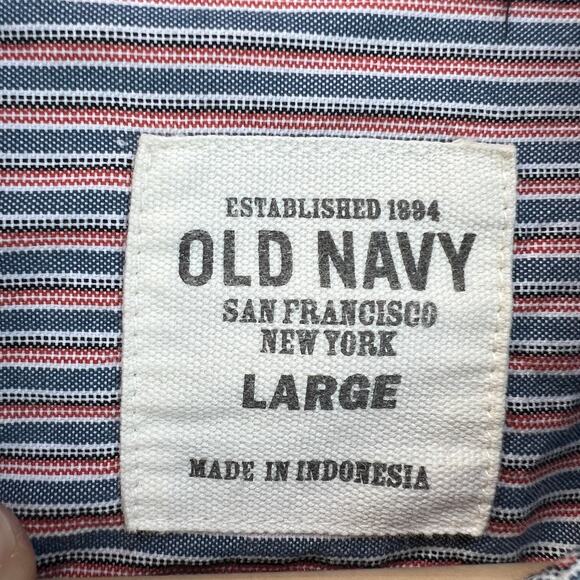 ESTABLISHED 1994
OLD NAVY
SAN FRANCISCO
NEW YORK
LARGE
MADE IN INDONESIA